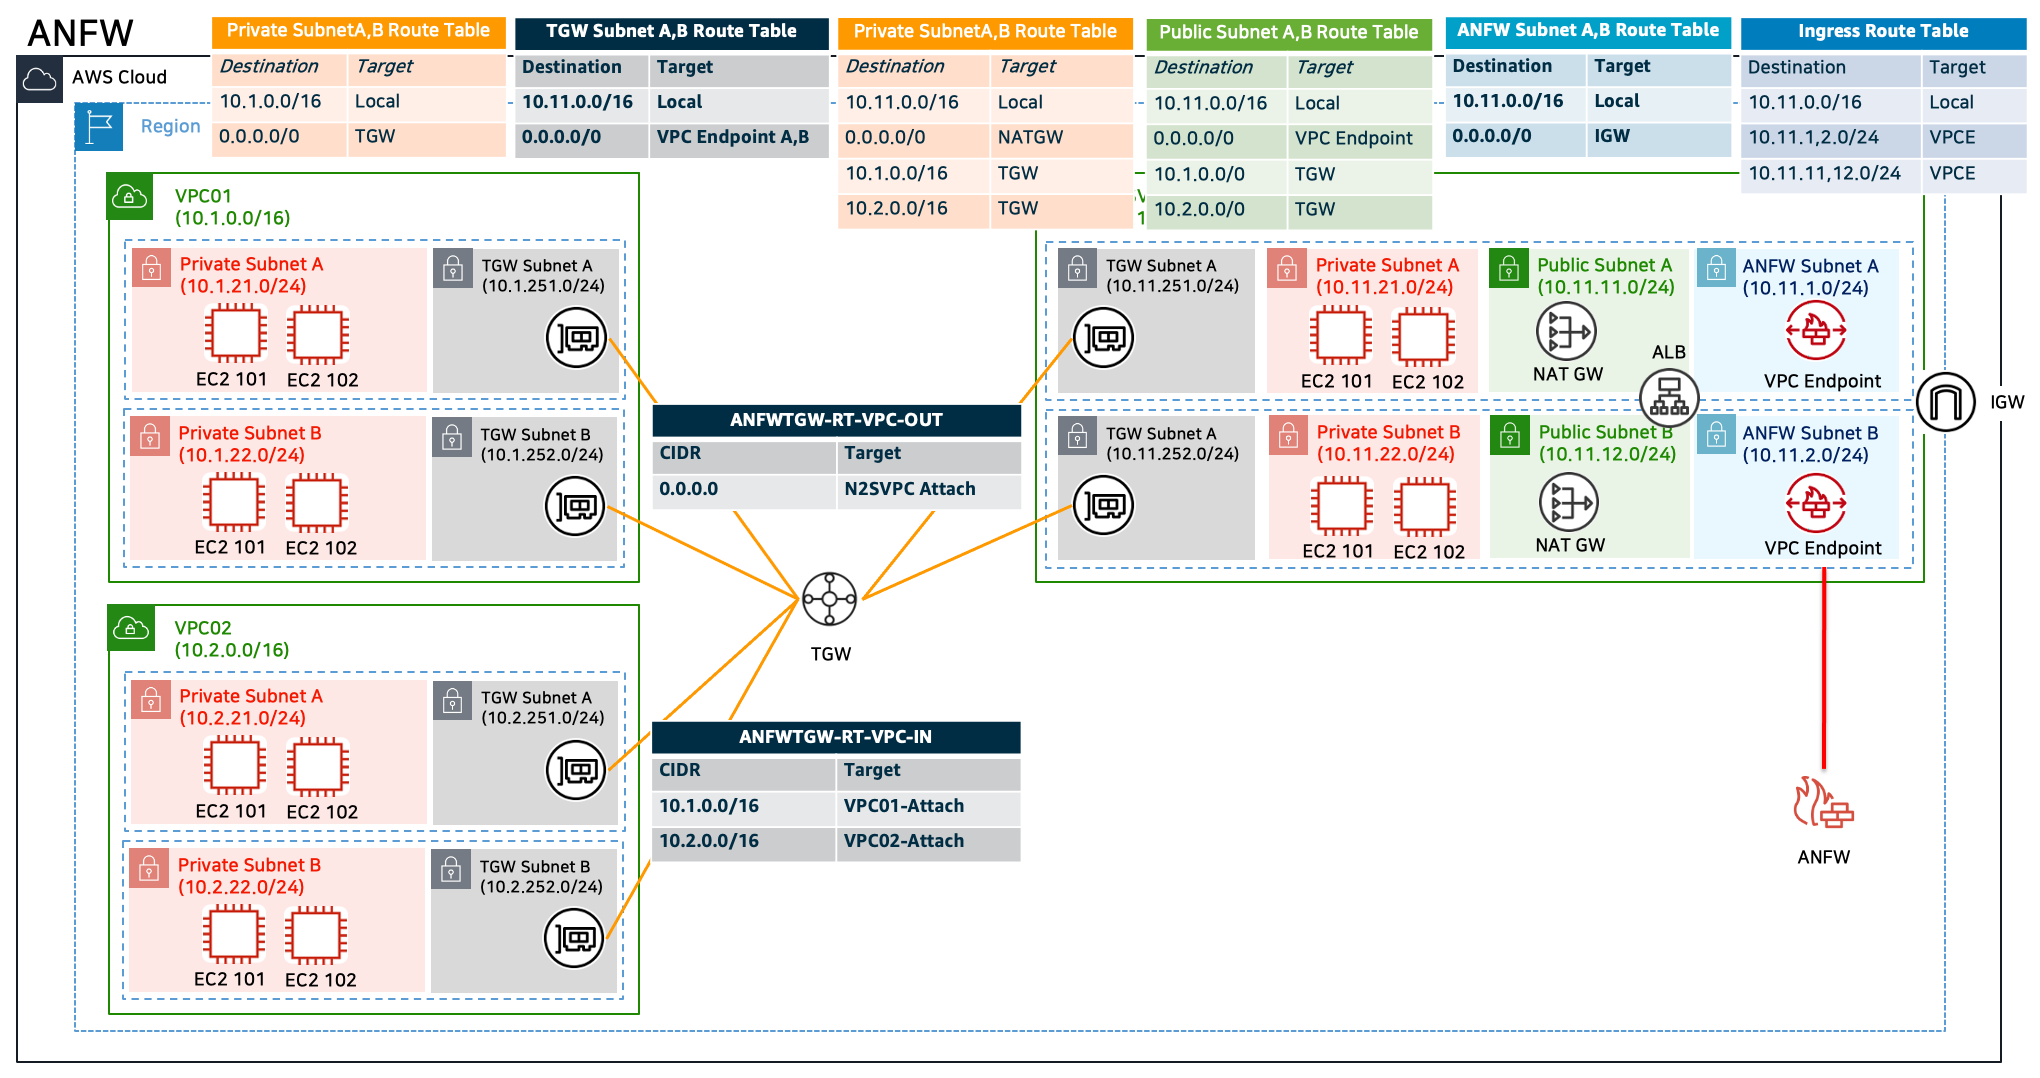 ANFW
AWS Cloud
Region
Private SubnetA,B Route Table
Destination Target
10.1.0.0/16 Local
0.0.0.0/0 TGW
TGW Subnet A,B Route Table
Destination Target
10.11.0.0/16 Local
0.0.0.0/0 VPC Endpoint A,B
Private SubnetA,B Route Table
Destination Target
10.11.0.0/16 Local
0.0.0.0/0 NATGW
10.1.0.0/16 TGW
10.2.0.0/16 TGW
Public Subnet A,B Route Table
Destination Target
10.11.0.0/16 Local
0.0.0.0/0 VPC Endpoint
10.1.0.0/0 TGW
10.2.0.0/0 TGW
ANFW Subnet A,B Route Table
Destination Target
10.11.0.0/16 Local
0.0.0.0/0 IGW
Ingress Route Table
Destination Target
10.11.0.0/16 Local
10.11.1,2.0/24 VPCE
10.11.11,12.0/24 VPCE
VPC01
(10.1.0.0/16)
Private Subnet A
(10.1.21.0/24)
EC2 101 EC2 102
TGW Subnet A
(10.1.251.0/24)
Private Subnet B
(10.1.22.0/24)
EC2 101 EC2 102
TGW Subnet B
(10.1.252.0/24)
VPC02
(10.2.0.0/16)
Private Subnet A
(10.2.21.0/24)
EC2 101 EC2 102
TGW Subnet A
(10.2.251.0/24)
Private Subnet B
(10.2.22.0/24)
EC2 101 EC2 102
TGW Subnet B
(10.2.252.0/24)
ANFWTGW-RT-VPC-OUT
CIDR Target
0.0.0.0 N2SVPC Attach
TGW
ANFWTGW-RT-VPC-IN
CIDR Target
10.1.0.0/16 VPC01-Attach
10.2.0.0/16 VPC02-Attach
TGW Subnet A
(10.11.251.0/24)
Private Subnet A
(10.11.21.0/24)
EC2 101 EC2 102
Public Subnet A
(10.11.11.0/24)
NAT GW
ALB
ANFW Subnet A
(10.11.1.0/24)
VPC Endpoint
TGW Subnet A
(10.11.252.0/24)
Private Subnet B
(10.11.22.0/24)
EC2 101 EC2 102
Public Subnet B
(10.11.12.0/24)
NAT GW
ANFW Subnet B
(10.11.2.0/24)
VPC Endpoint
IGW
ANFW